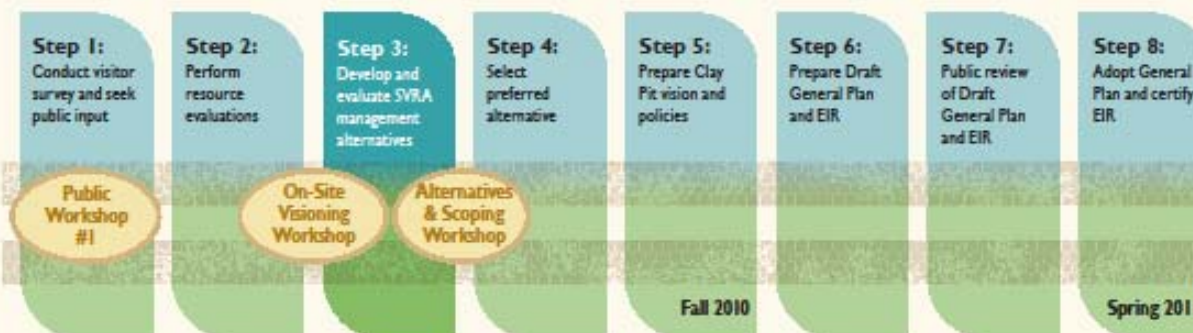 Step 1:
Conduct visitor
survey and seek
public input
Step 2:
Perform
resource
evaluations
Step 3:
Develop and
evaluate SVRA
management
alternatives
Step 4:
Select
preferred
alternative
Step 5:
Prepare Clay
Pit vision and
policies
Step 6:
Prepare Draft
General Plan
and EIR
Step 7:
Public review
of Draft
General Plan
and EIR
Step 8:
Adopt General
Plan and certify
EIR
Public
Workshop
#1
On-Site
Visioning
Workshop
Alternatives
& Scoping
Workshop
Fall 2010
Spring 201